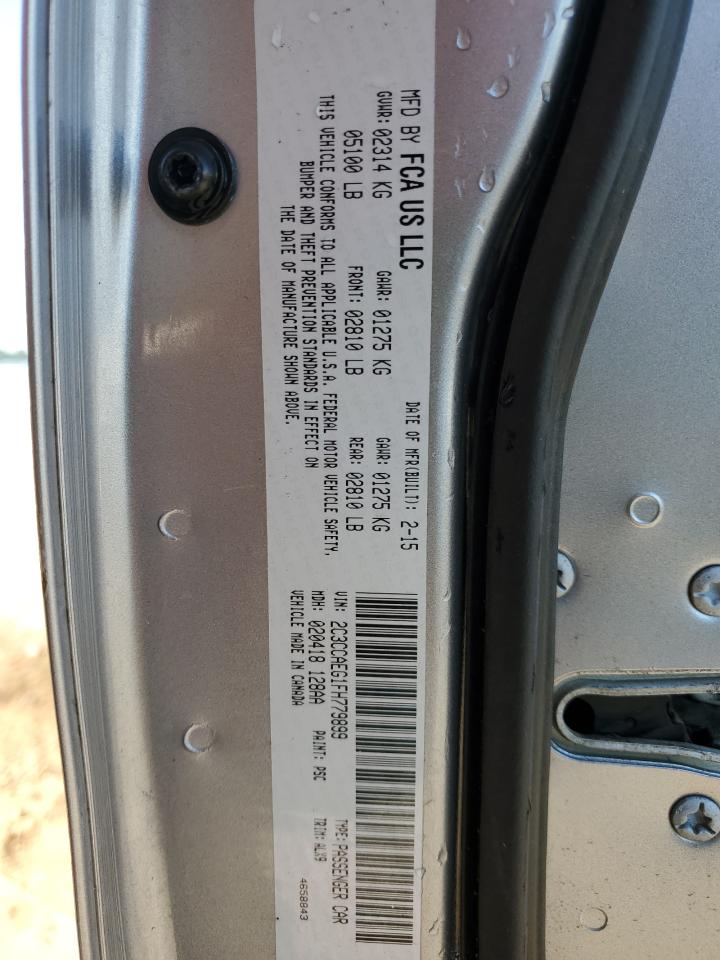 MFD BY FCA US LLC
DATE OF MFR(BUILT): 2-15
GVWR: 02314 KG
GAWR: 01275 KG
GAWR: 01275 KG
05100 LB
FRONT: 02810 LB
REAR: 02810 LB
THIS VEHICLE CONFORMS TO ALL APPLICABLE U.S.A. FEDERAL MOTOR VEHICLE SAFETY,
BUMPER AND THEFT PREVENTION STANDARDS IN EFFECT ON
THE DATE OF MANUFACTURE SHOWN ABOVE.
VIN: 2C3CCAEG1FH779899
TYPE: PASSENGER CAR
MDH: 020418 128AA
PAINT: PSC
TRIM: ALX9
VEHICLE MADE IN CANADA
4658843